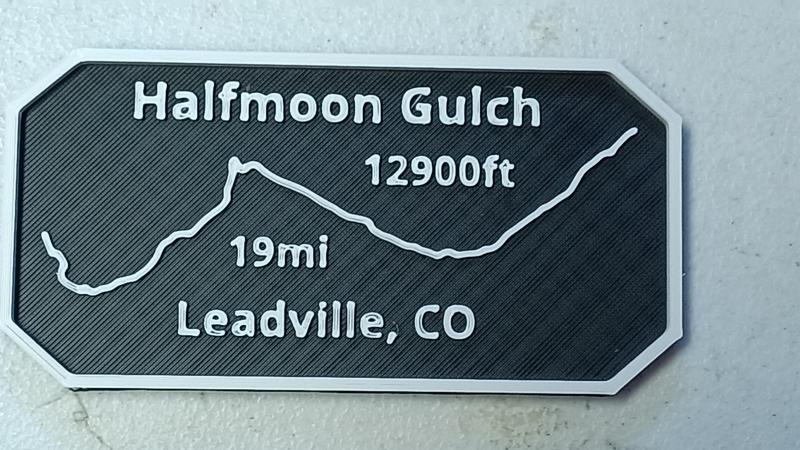 Halfmoon Gulch
12900ft
19mi
Leadville, CO